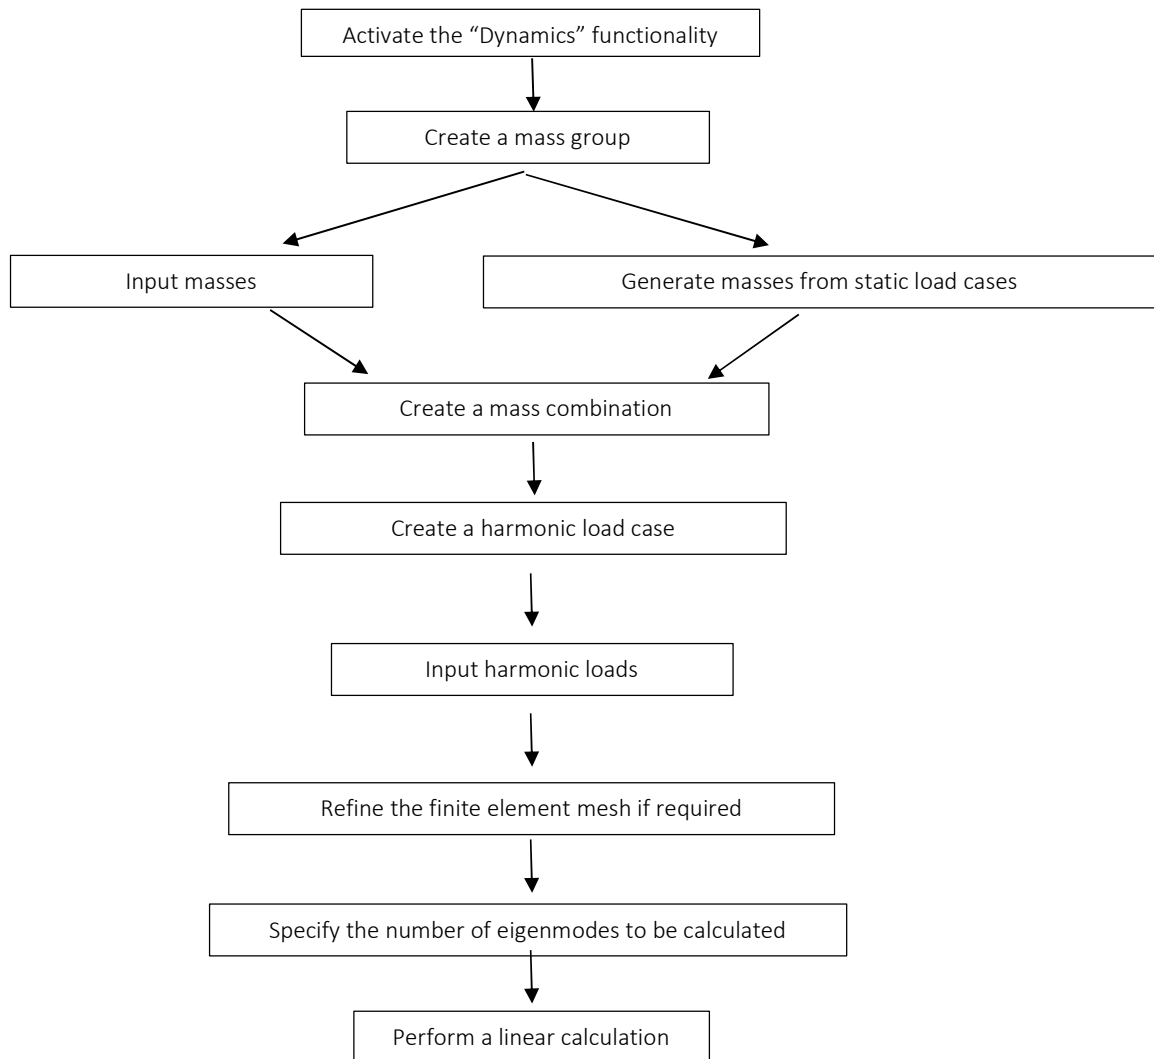 Activate the “Dynamics” functionality
Create a mass group
Input masses
Generate masses from static load cases
Create a mass combination
Create a harmonic load case
Input harmonic loads
Refine the finite element mesh if required
Specify the number of eigenmodes to be calculated
Perform a linear calculation